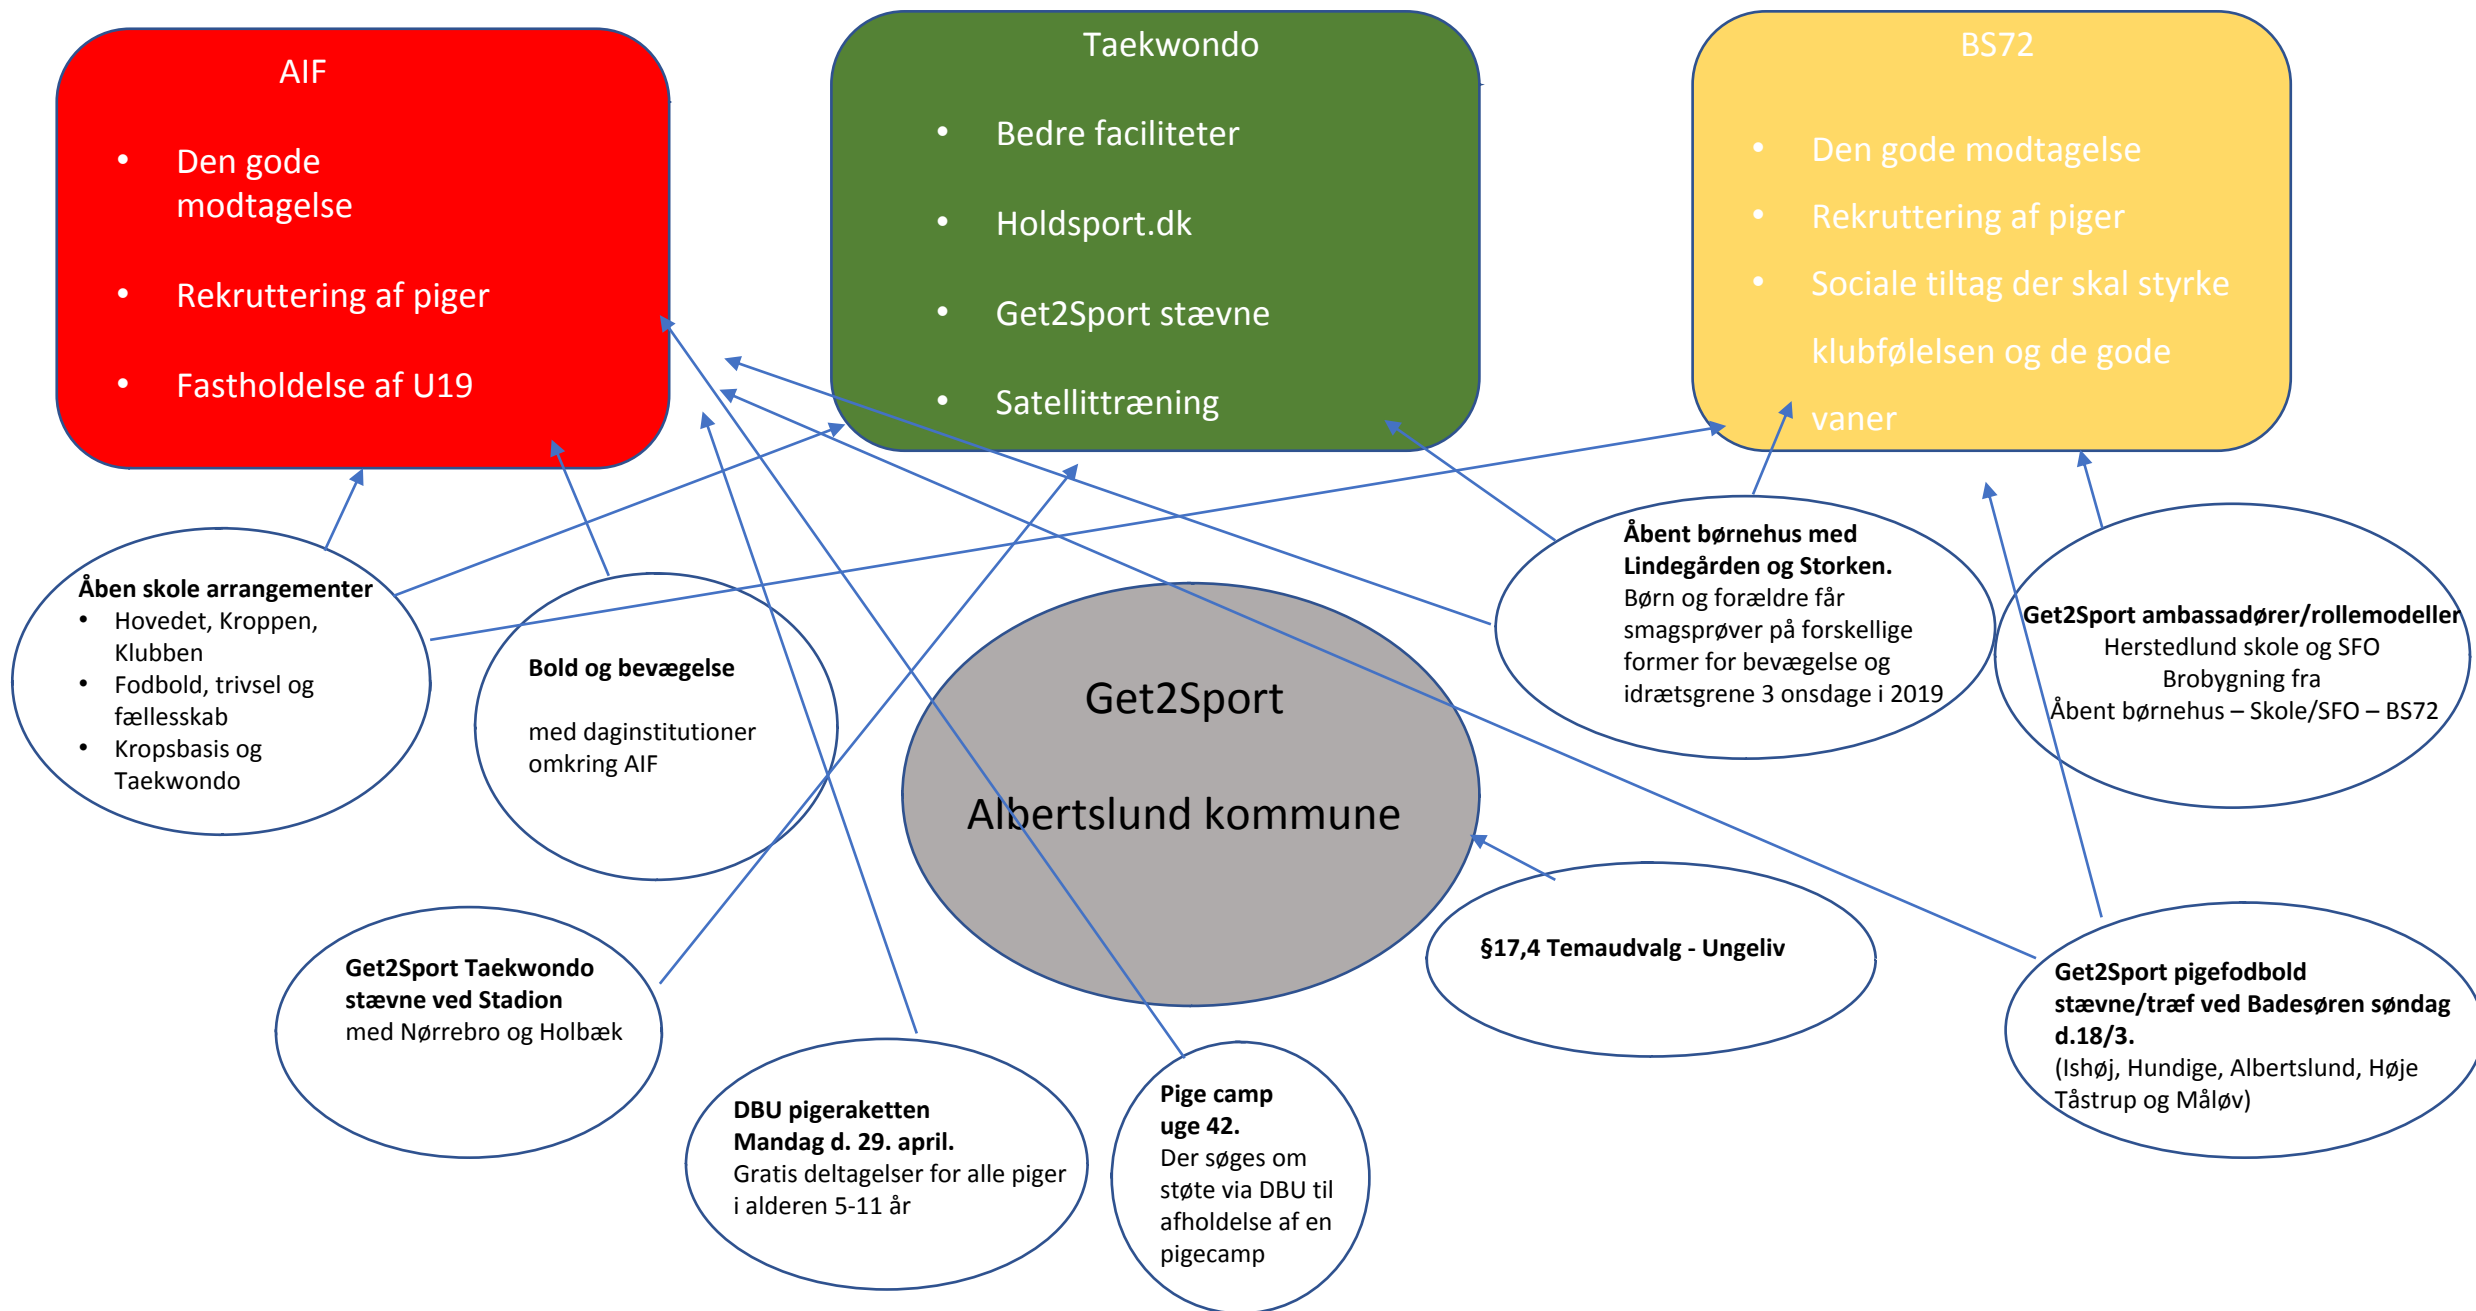 AIF
• Den gode
modtagelse
• Rekruttering af piger
• Fastholdelse af U19
Taekwondo
• Bedre faciliteter
• Holdsport.dk
• Get2Sport stævne
• Satellittræning
BS72
• Den gode modtagelse
• Rekruttering af piger
• Sociale tiltag der skal styrke
klubfølelsen og de gode
vaner
Åben skole arrangementer
• Hovedet, Kroppen,
Klubben
• Fodbold, trivsel og
fællesskab
• Kropsbasis og
Taekwondo
Bold og bevægelse
med daginstitutioner
omkring AIF
Get2Sport
Albertslund kommune
Åbent børnehus med
Lindegården og Storken.
Børn og forældre får
smagsprøver på forskellige
former for bevægelse og
idrætsgrene 3 onsdage i 2019
Get2Sport ambassadører/rollemodeller
Herstedlund skole og SFO
Brobygning fra
Åbent børnehus – Skole/SFO – BS72
Get2Sport Taekwondo
stævne ved Stadion
med Nørrebro og Holbæk
DBU pigeraketten
Mandag d. 29. april.
Gratis deltagelser for alle piger
i alderen 5-11 år
Pige camp
uge 42.
Der søges om
støte via DBU til
afholdelse af en
pigecamp
§17,4 Temaudvalg - Ungeliv
Get2Sport pigefodbold
stævne/træf ved Badesøren søndag
d.18/3.
(Ishøj, Hundige, Albertslund, Høje
Tåstrup og Måløv)